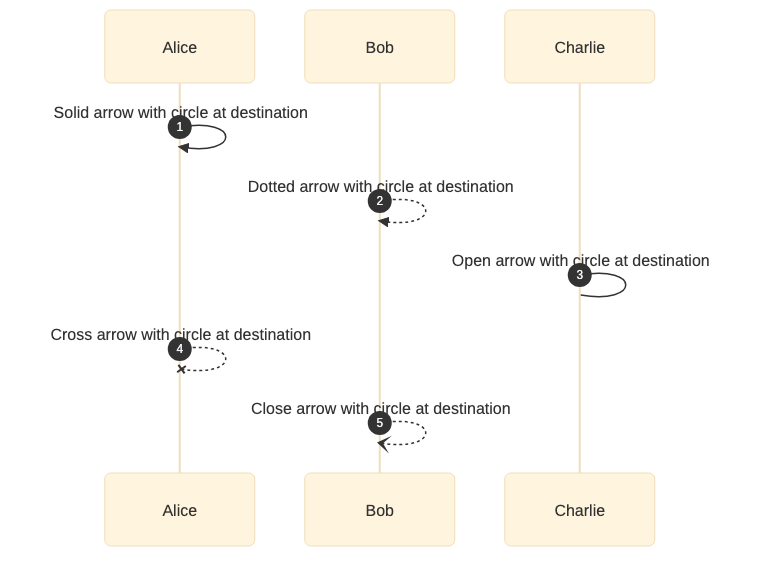 Alice
Bob
Charlie
Solid arrow with circle at destination
1
Dotted arrow with circle at destination
2
Open arrow with circle at destination
3
Cross arrow with circle at destination
4
Close arrow with circle at destination
5
Alice
Bob
Charlie